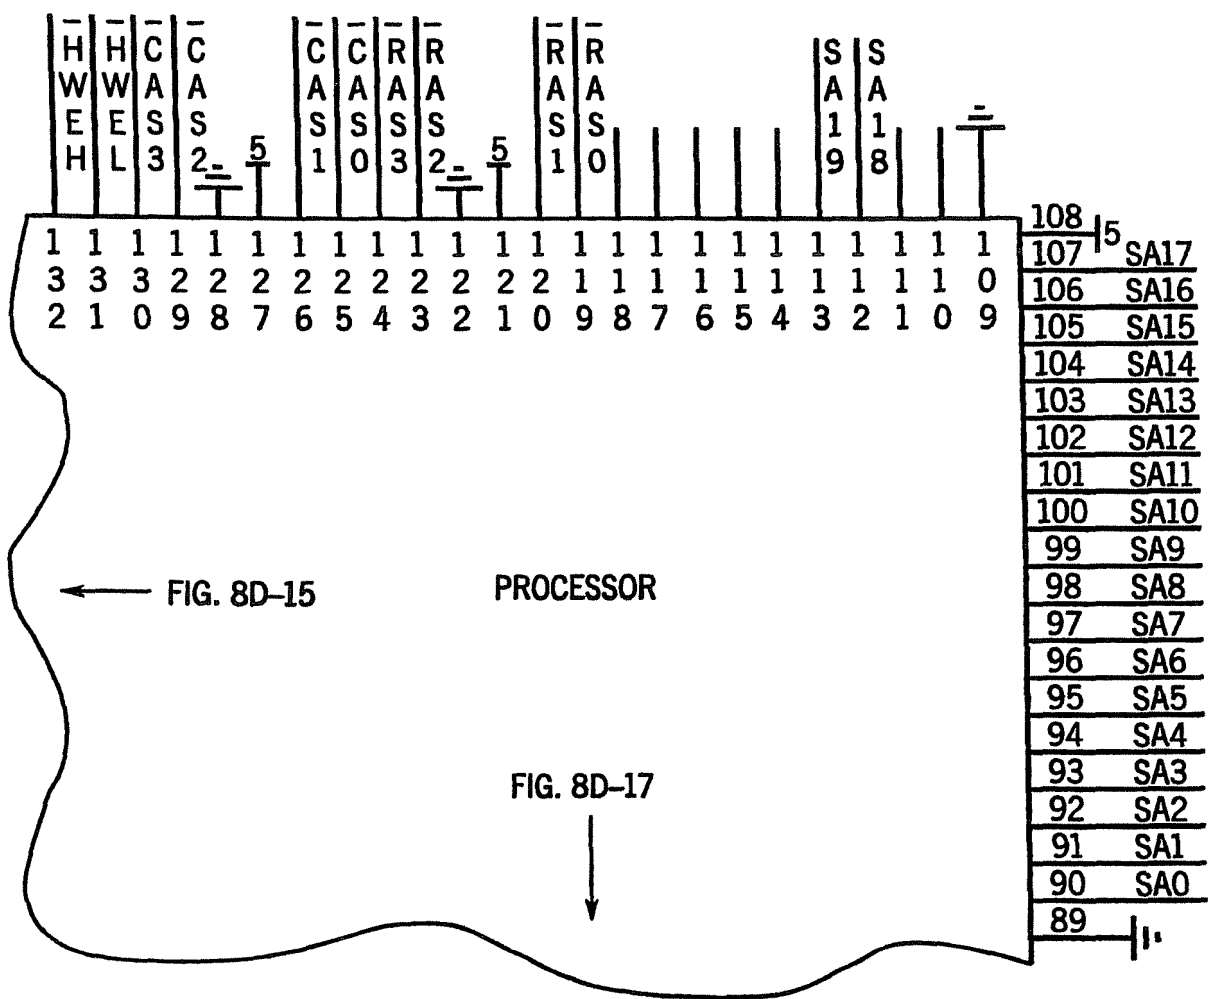 HWEH HWEL CAS3 CAS2 5 CAS1 CAS0 RAS3 RAS2 5 RAS1 RAS0 SA19 SA18
132 131 130 129 128 127 126 125 124 123 122 121 120 119 118 117 116 115 114 113 112 111 110 109
108 5
107 SA17
106 SA16
105 SA15
104 SA14
103 SA13
102 SA12
101 SA11
100 SA10
99 SA9
98 SA8
97 SA7
96 SA6
95 SA5
94 SA4
93 SA3
92 SA2
91 SA1
90 SA0
89
FIG. 8D-15
PROCESSOR
FIG. 8D-17